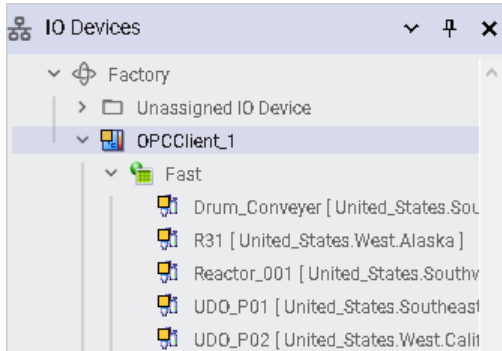 IO Devices
Factory
Unassigned IO Device
OPCClient_1
Fast
Drum_Conveyer [ United_States.Sou
R31 [ United_States.West.Alaska ]
Reactor_001 [ United_States.Southw
UDO_P01 [ United_States.Southeast
UDO_P02 [ United_States.West.Calif